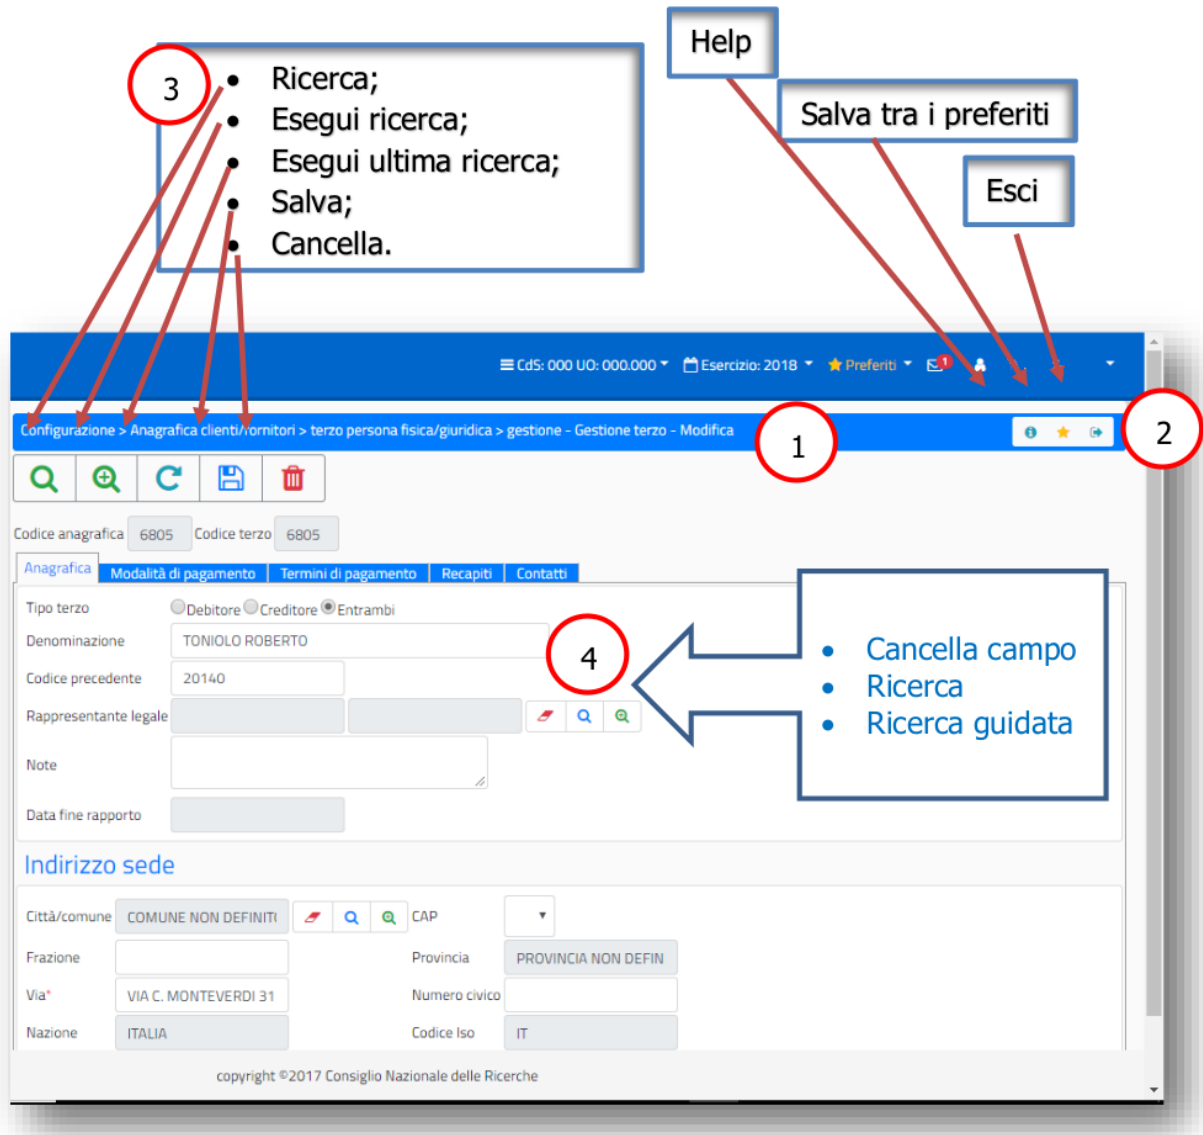 Help
3
• Ricerca;
• Esegui ricerca;
• Esegui ultima ricerca;
• Salva;
• Cancella.
Salva tra i preferiti
Esci
CdS: 000 UO: 000.000 Esercizio: 2018 Preferiti 1
Configurazione > Anagrafica clienti/fornitori > terzo persona fisica/giuridica > gestione - Gestione terzo - Modifica
1
2
Codice anagrafica 6805 Codice terzo 6805
Anagrafica Modalità di pagamento Termini di pagamento Recapiti Contatti
Tipo terzo Debitore Creditore Entrambi
Denominazione TONIOLO ROBERTO
4
Codice precedente 20140
Rappresentante legale
Note
Data fine rapporto
• Cancella campo
• Ricerca
• Ricerca guidata
Indirizzo sede
Città/comune COMUNE NON DEFINIT CAP
Frazione Provincia PROVINCIA NON DEFIN
Via* VIA C. MONTEVERDI 31 Numero civico
Nazione ITALIA Codice Iso IT
copyright ©2017 Consiglio Nazionale delle Ricerche